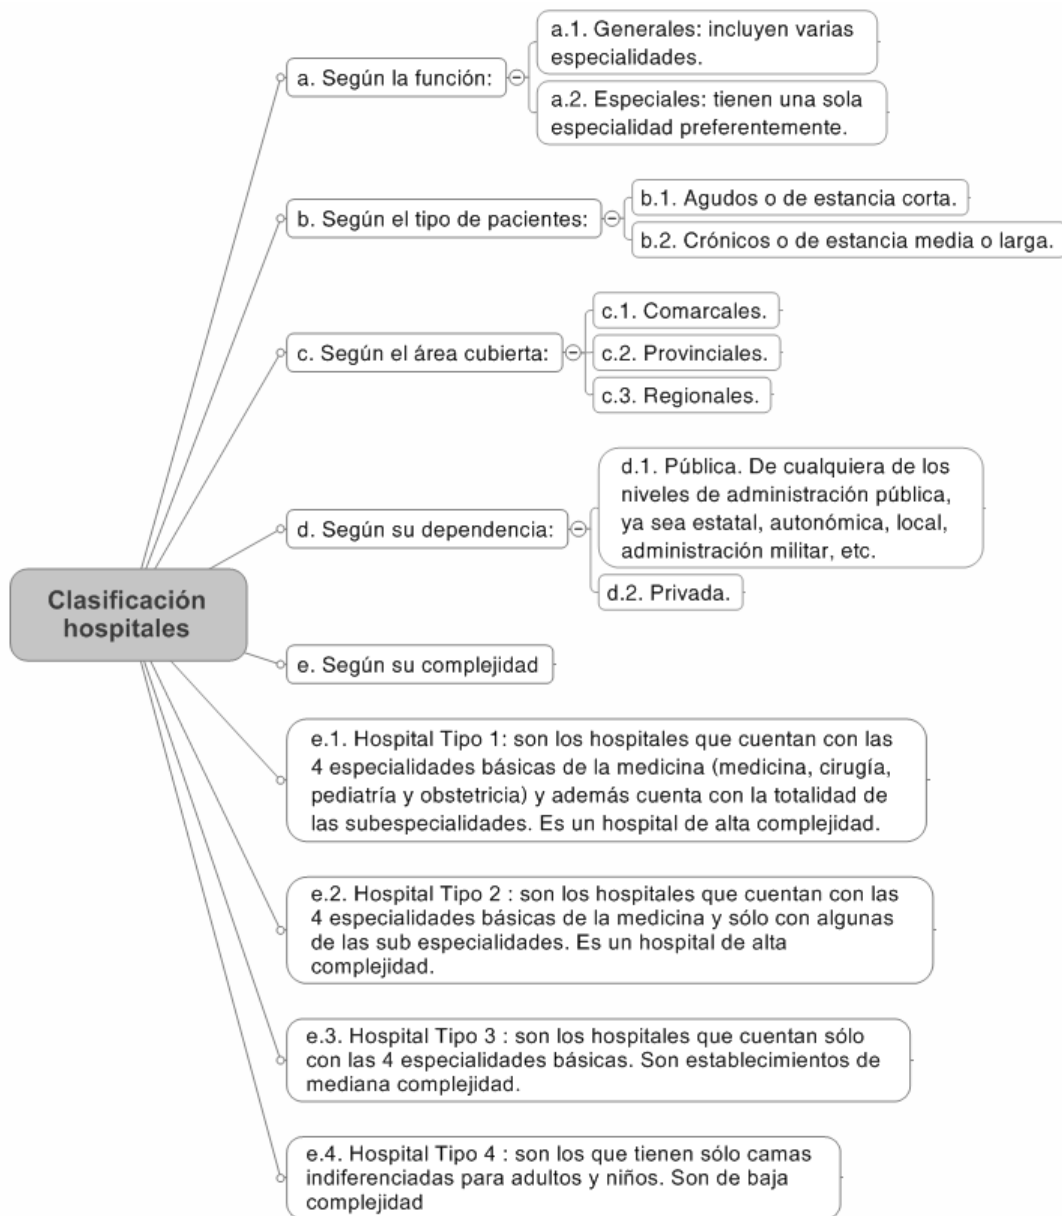 a. Según la función:
a.1. Generales: incluyen varias
especialidades.
a.2. Especiales: tienen una sola
especialidad preferentemente.
b. Según el tipo de pacientes:
b.1. Agudos o de estancia corta.
b.2. Crónicos o de estancia media o larga.
c. Según el área cubierta:
c.1. Comarcales.
c.2. Provinciales.
c.3. Regionales.
d. Según su dependencia:
d.1. Pública. De cualquiera de los
niveles de administración pública,
ya sea estatal, autonómica, local,
administración militar, etc.
d.2. Privada.
Clasificación
hospitales
e. Según su complejidad
e.1. Hospital Tipo 1: son los hospitales que cuentan con las
4 especialidades básicas de la medicina (medicina, cirugía,
pediatría y obstetricia) y además cuenta con la totalidad de
las subespecialidades. Es un hospital de alta complejidad.
e.2. Hospital Tipo 2 : son los hospitales que cuentan con las
4 especialidades básicas de la medicina y sólo con algunas
de las sub especialidades. Es un hospital de alta
complejidad.
e.3. Hospital Tipo 3 : son los hospitales que cuentan sólo
con las 4 especialidades básicas. Son establecimientos de
mediana complejidad.
e.4. Hospital Tipo 4 : son los que tienen sólo camas
indiferenciadas para adultos y niños. Son de baja
complejidad